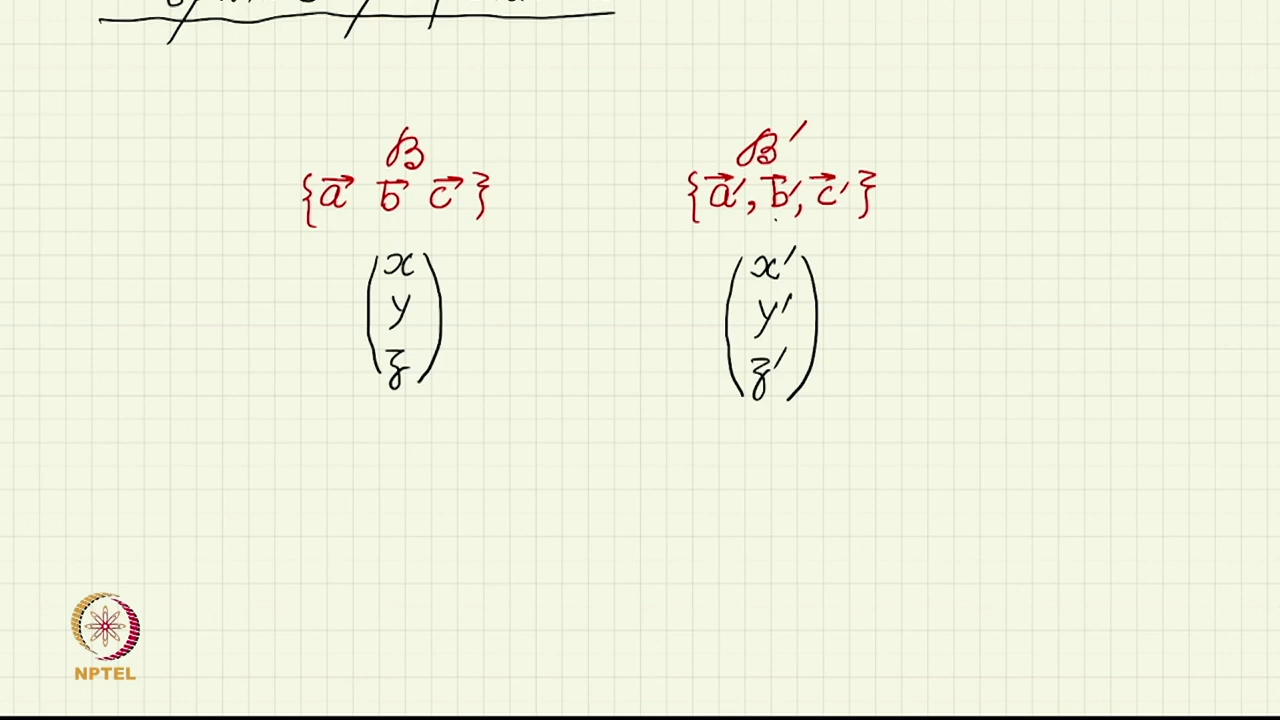 ℬ ℬ′
{a⃗ b⃗ c⃗} {a⃗′, b⃗′, c⃗′}
x x′
y y′
z z′
NPTEL